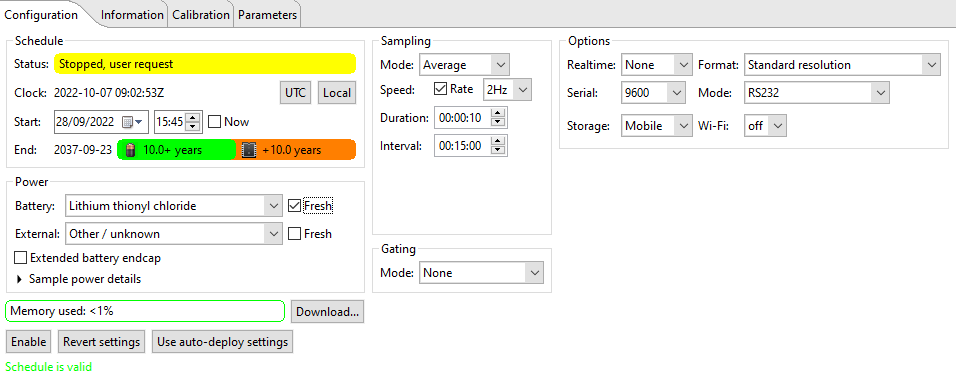 Configuration Information Calibration Parameters
Schedule
Status: Stopped, user request
Clock: 2022-10-07 09:02:53Z UTC Local
Start: 28/09/2022 15:45 Now
End: 2037-09-23 10.0+ years +10.0 years
Power
Battery: Lithium thionyl chloride Fresh
External: Other / unknown Fresh
Extended battery endcap
Sample power details
Memory used: <1% Download...
Enable Revert settings Use auto-deploy settings
Schedule is valid
Sampling
Mode: Average
Speed: Rate 2Hz
Duration: 00:00:10
Interval: 00:15:00
Gating
Mode: None
Options
Realtime: None Format: Standard resolution
Serial: 9600 Mode: RS232
Storage: Mobile Wi-Fi: off